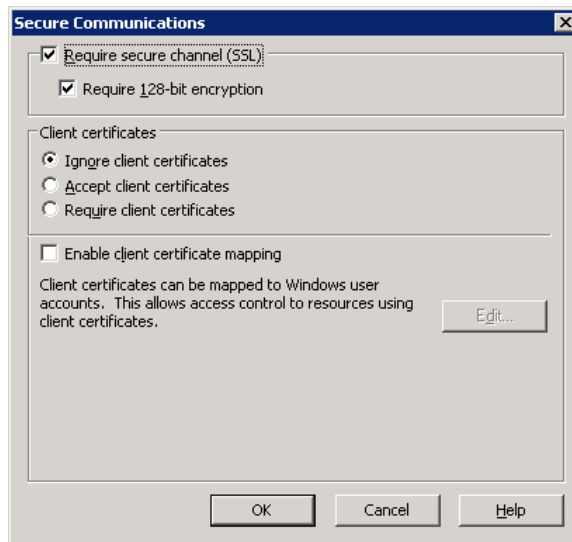 Secure Communications
Require secure channel (SSL)
Require 128-bit encryption
Client certificates
Ignore client certificates
Accept client certificates
Require client certificates
Enable client certificate mapping
Client certificates can be mapped to Windows user
accounts. This allows access control to resources using
client certificates.
Edit...
OK
Cancel
Help